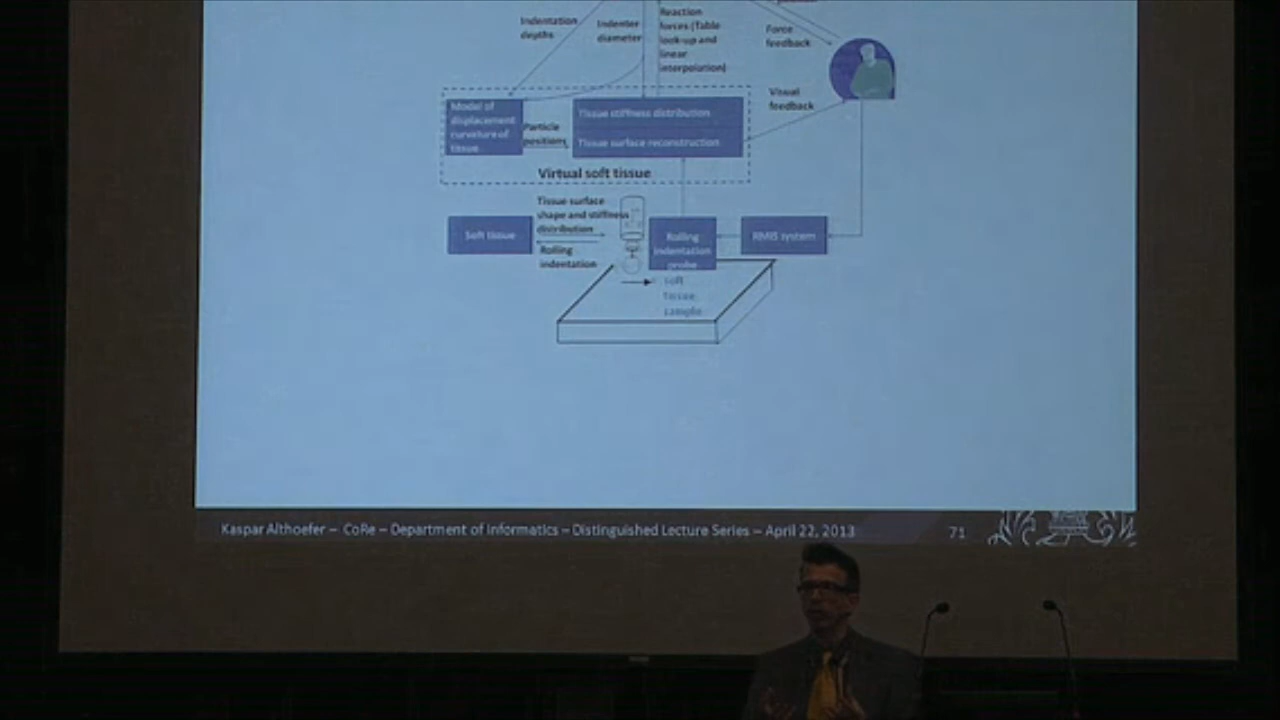 Indentation
depths
Indenter
diameter
Reaction
forces (Table
look-up and
linear
interpolation)
Force
feedback
Visual
feedback
Model of
displacement
curvature of
tissue
Particle
positions
Tissue stiffness distribution
Tissue surface reconstruction
Virtual soft tissue
Tissue surface
shape and stiffness
distribution
Soft tissue
Rolling
indentation
Rolling
indentation
probe
RMIS system
Soft
Tissue
sample
Kaspar Althoefer – CoRe – Department of Informatics – Distinguished Lecture Series – April 22, 2013
71